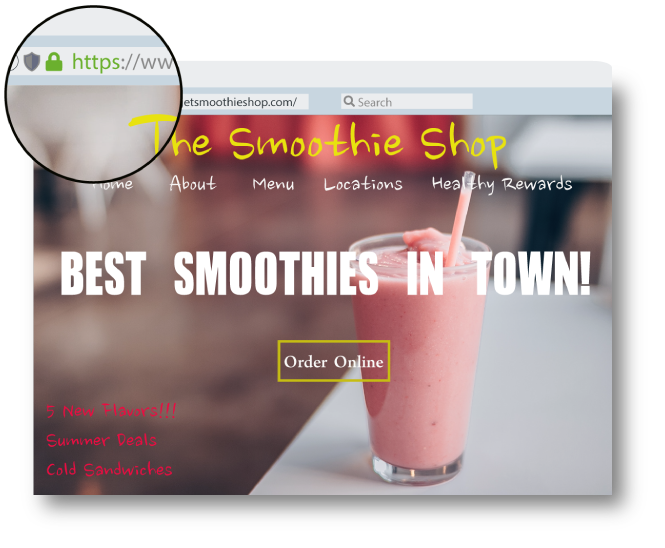 https://ww
etsmoothieshop.com/
Search
The Smoothie Shop
Home About Menu Locations Healthy Rewards
BEST SMOOTHIES IN TOWN!
Order Online
5 New Flavors!!!
Summer Deals
Cold Sandwiches